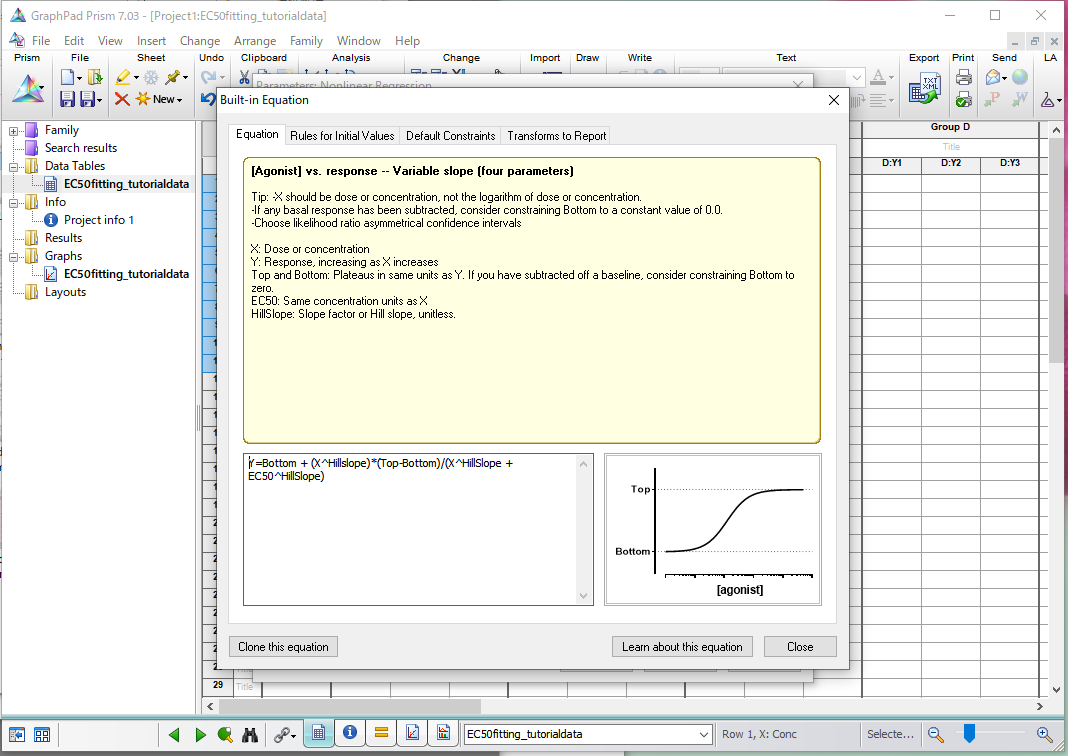 GraphPad Prism 7.03 - [Project1:EC50fitting_tutorialdata]
File Edit View Insert Change Arrange Family Window Help
Prism File Sheet Undo Clipboard Analysis Change Import Draw Write Text Export Print Send LA
New
TXT
XML
Parameters: Nonlinear Regression
Family
Search results
Data Tables
EC50fitting_tutorialdata
Info
Project info 1
Results
Graphs
EC50fitting_tutorialdata
Layouts
Group D
Title
D:Y1 D:Y2 D:Y3
Built-in Equation
Equation Rules for Initial Values Default Constraints Transforms to Report
[Agonist] vs. response -- Variable slope (four parameters)
Tip: -X should be dose or concentration, not the logarithm of dose or concentration.
-If any basal response has been subtracted, consider constraining Bottom to a constant value of 0.0.
-Choose likelihood ratio asymmetrical confidence intervals
X: Dose or concentration
Y: Response, increasing as X increases
Top and Bottom: Plateaus in same units as Y. If you have subtracted off a baseline, consider constraining Bottom to
zero.
EC50: Same concentration units as X
HillSlope: Slope factor or Hill slope, unitless.
Y=Bottom + (X^Hillslope)*(Top-Bottom)/(X^HillSlope +
EC50^HillSlope)
Top
Bottom
[agonist]
Clone this equation Learn about this equation Close
29 Title
EC50fitting_tutorialdata Row 1, X: Conc Selecte...